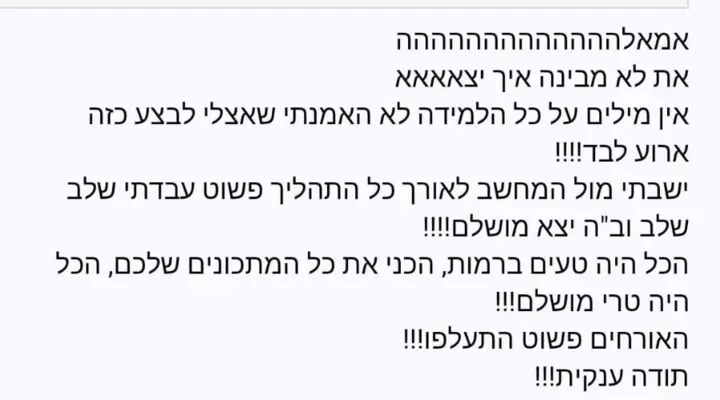 אמאלהההההההההההההה
את לא מבינה איך יצאאאא
אין מילים על כל הלמידה לא האמנתי שאצלי לבצע כזה
ארוע לבד!!!!
ישבתי מול המחשב לאורך כל התהליך פשוט עבדתי שלב
שלב וב"ה יצא מושלם!!!!
הכל היה טעים ברמות, הכני את כל המתכונים שלכם, הכל
היה טרי מושלם!!!
האורחים פשוט התעלפו!!!
תודה ענקית!!!